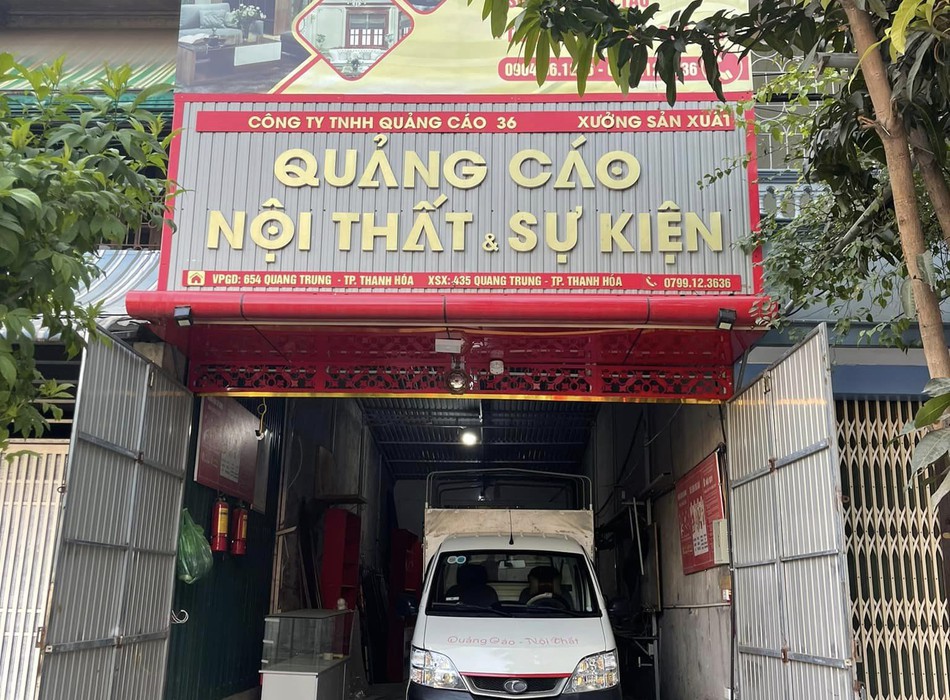 CÔNG TY TNHH QUẢNG CÁO 36 XƯỞNG SẢN XUẤT
QUẢNG CÁO
NỘI THẤT & SỰ KIỆN
VPGD: 654 QUANG TRUNG - TP. THANH HÓA XSX: 435 QUANG TRUNG - TP. THANH HÓA 0799.12.3636
Quảng Cáo - Nội Thất